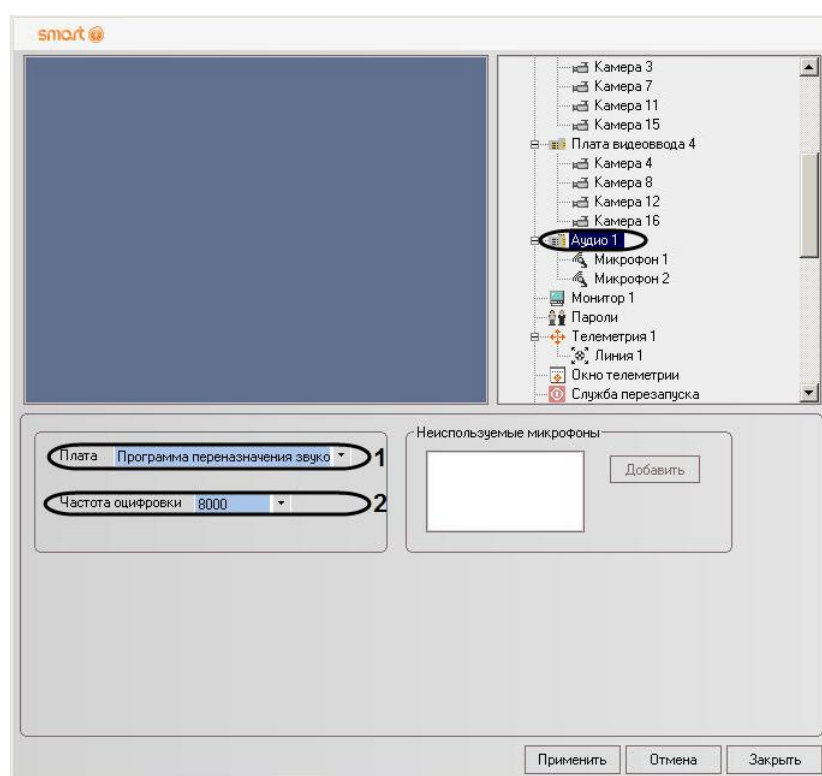 smart
Камера 3
Камера 7
Камера 11
Камера 15
Плата видеоввода 4
Камера 4
Камера 8
Камера 12
Камера 16
Аудио 1
Микрофон 1
Микрофон 2
Монитор 1
Пароли
Телеметрия 1
Линия 1
Окно телеметрии
Служба перезапуска
Плата Программа переназначения звуко 1
Частота оцифровки 8000 2
Неиспользуемые микрофоны
Добавить
Применить Отмена Закрыть